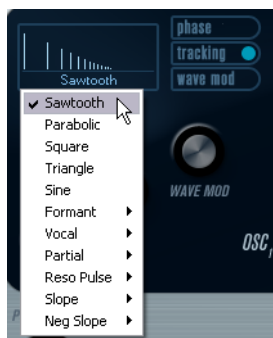 phase
tracking
Sawtooth
wave mod
Sawtooth
Parabolic
Square
Triangle
Sine
WAVE MOD
Formant
Vocal
OSC1
Partial
Reso Pulse
Slope
P
Neg Slope